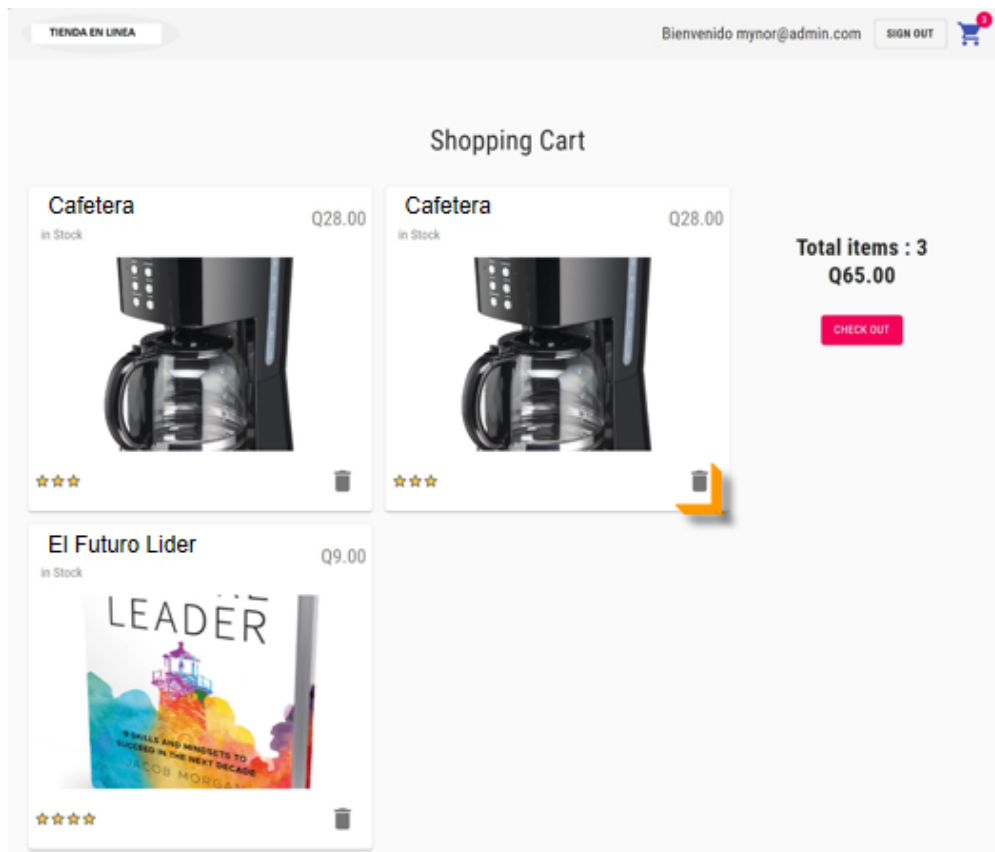 TIENDA EN LINEA
Bienvenido mynor@admin.com
SIGN OUT
3
Shopping Cart
Cafetera
Q28.00
in Stock
Cafetera
Q28.00
in Stock
Total items : 3
Q65.00
CHECK OUT
El Futuro Lider
Q9.00
in Stock
LEADER
9 SKILLS AND MINDSETS TO
SUCCEED IN THE NEXT DECADE
JACOB MORGAN